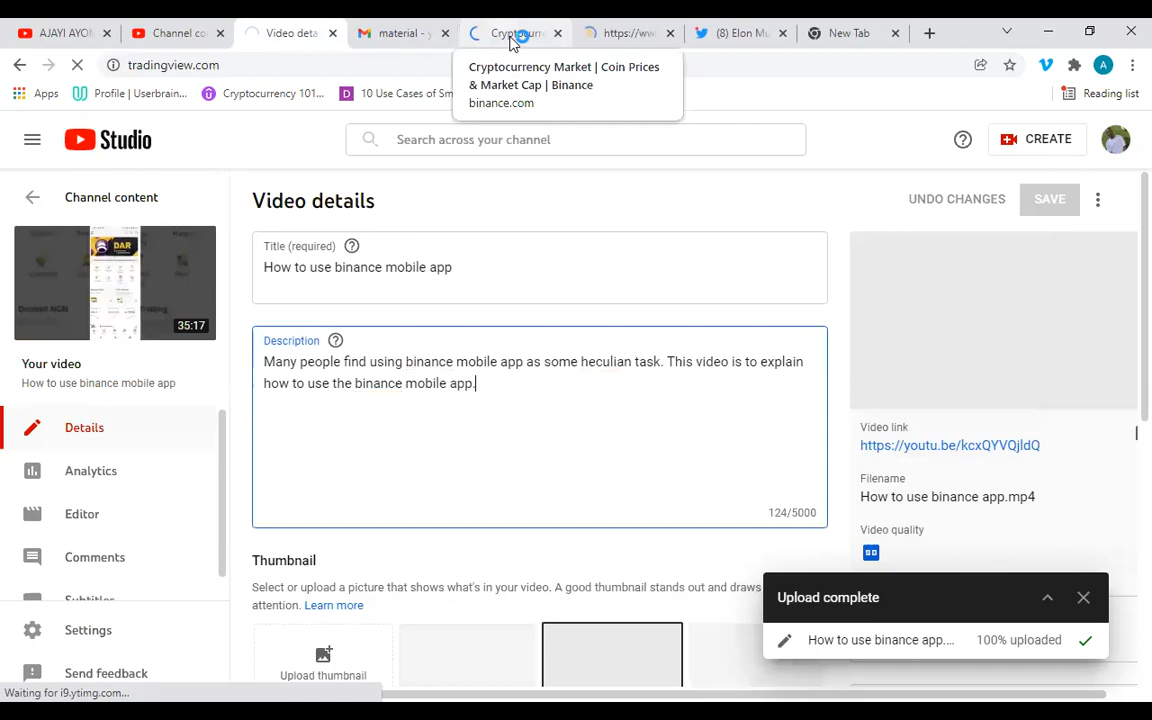 AJAYI AYON
Channel co
Video deta
material - y
Cryptocurre
https://ww
(8) Elon Mu
New Tab
tradingview.com
Apps
Profile | Userbrain...
Cryptocurrency 101...
10 Use Cases of Sm
Reading list
Cryptocurrency Market | Coin Prices
& Market Cap | Binance
binance.com
Studio
Search across your channel
CREATE
Channel content
Video details
UNDO CHANGES
SAVE
35:17
DAR
Your video
How to use binance mobile app
Title (required)
How to use binance mobile app
Description
Many people find using binance mobile app as some heculian task. This video is to explain
how to use the binance mobile app.
124/5000
Details
Analytics
Editor
Comments
Subtitles
Settings
Send feedback
Video link
https://youtu.be/kcxQYVQjldQ
Filename
How to use binance app.mp4
Video quality
SD
Thumbnail
Select or upload a picture that shows what's in your video. A good thumbnail stands out and draws
attention. Learn more
Upload thumbnail
Upload complete
How to use binance app....
100% uploaded
Waiting for i9.ytimg.com...